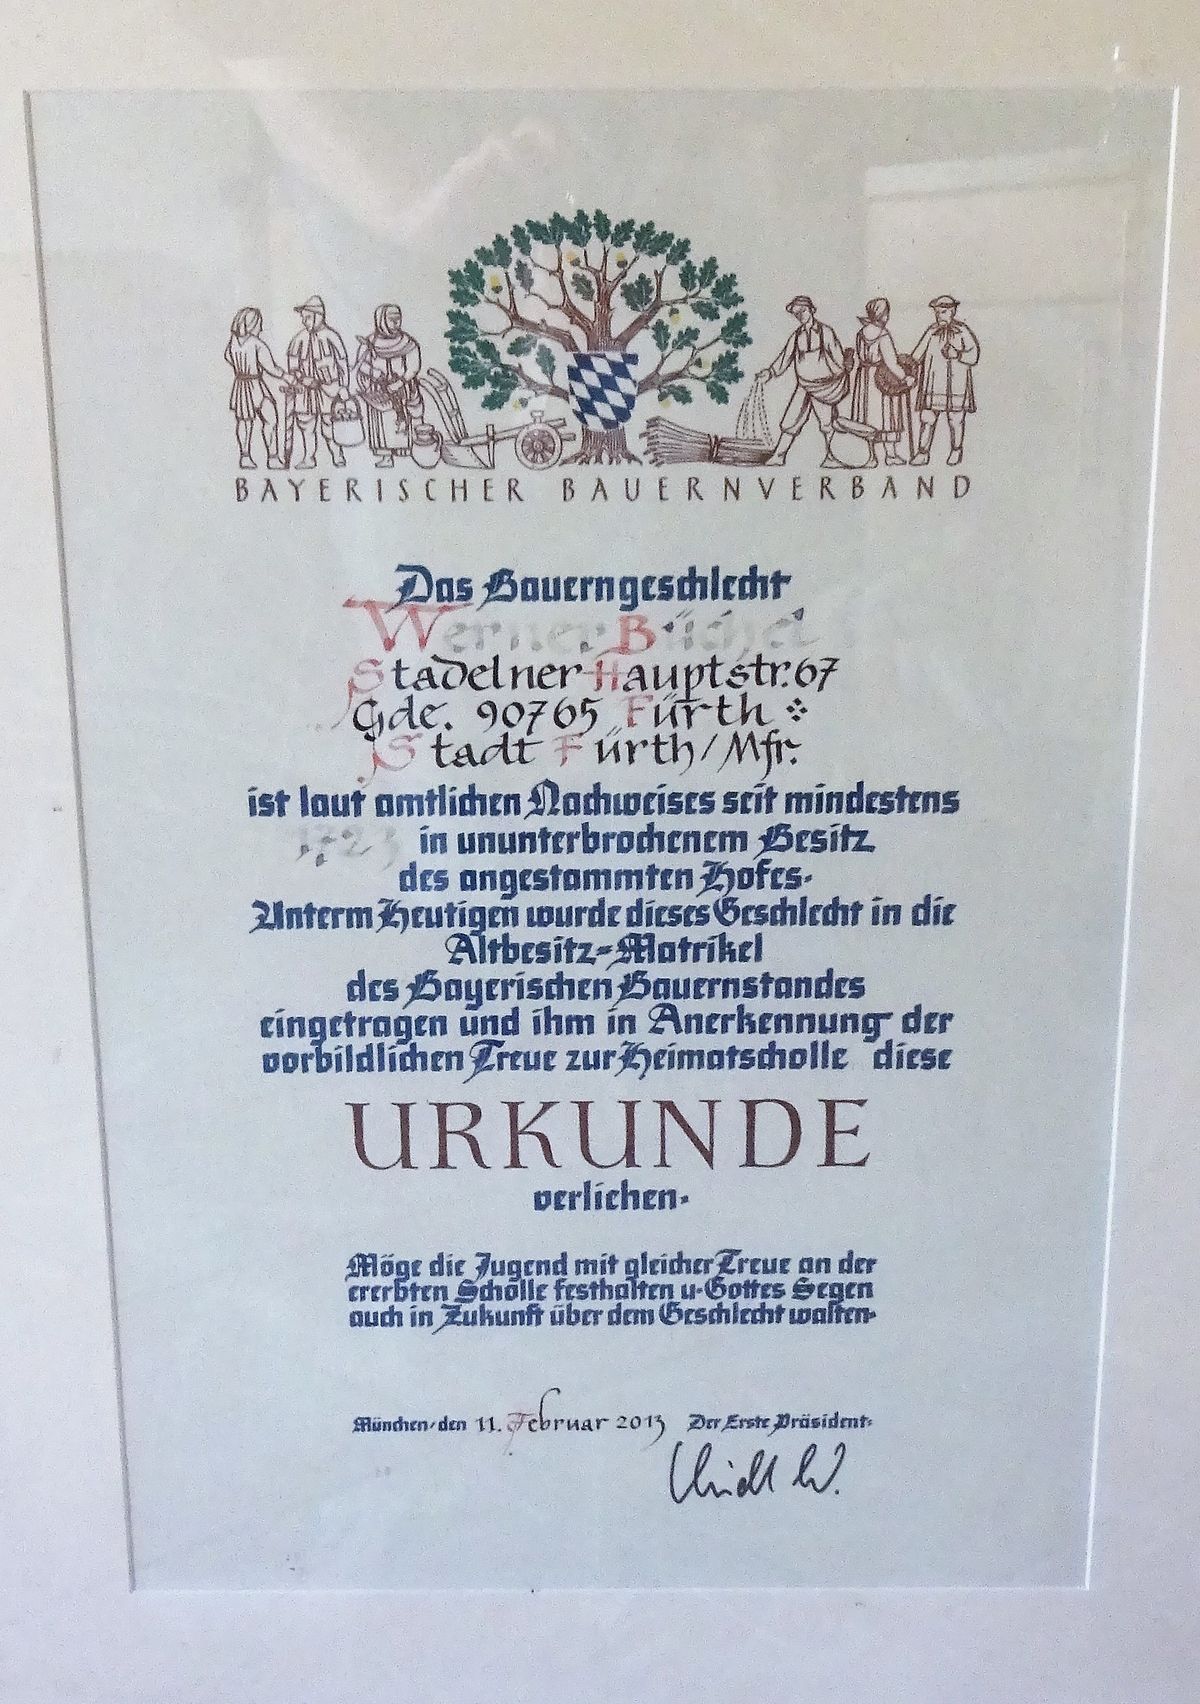 BAYERISCHER BAUERNVERBAND
Das Bauerngeschlecht
Werner Büchel
Stadelner Hauptstr. 67
Gde. 90765 Fürth
Stadt Fürth/Mfr.
ist laut amtlichen Nachweises seit mindestens
1723 in ununterbrochenem Besitz
des angestammten Hofes.
Unterm Heutigen wurde dieses Geschlecht in die
Altbesitz-Matrikel
des Bayerischen Bauernstandes
eingetragen und ihm in Anerkennung der
vorbildlichen Treue zur Heimatscholle diese
URKUNDE
verliehen.
Möge die Jugend mit gleicher Treue an der
ererbten Scholle festhalten u. Gottes Segen
auch in Zukunft über dem Geschlecht walten.
München, den 11. Februar 2013 Der Erste Präsident: